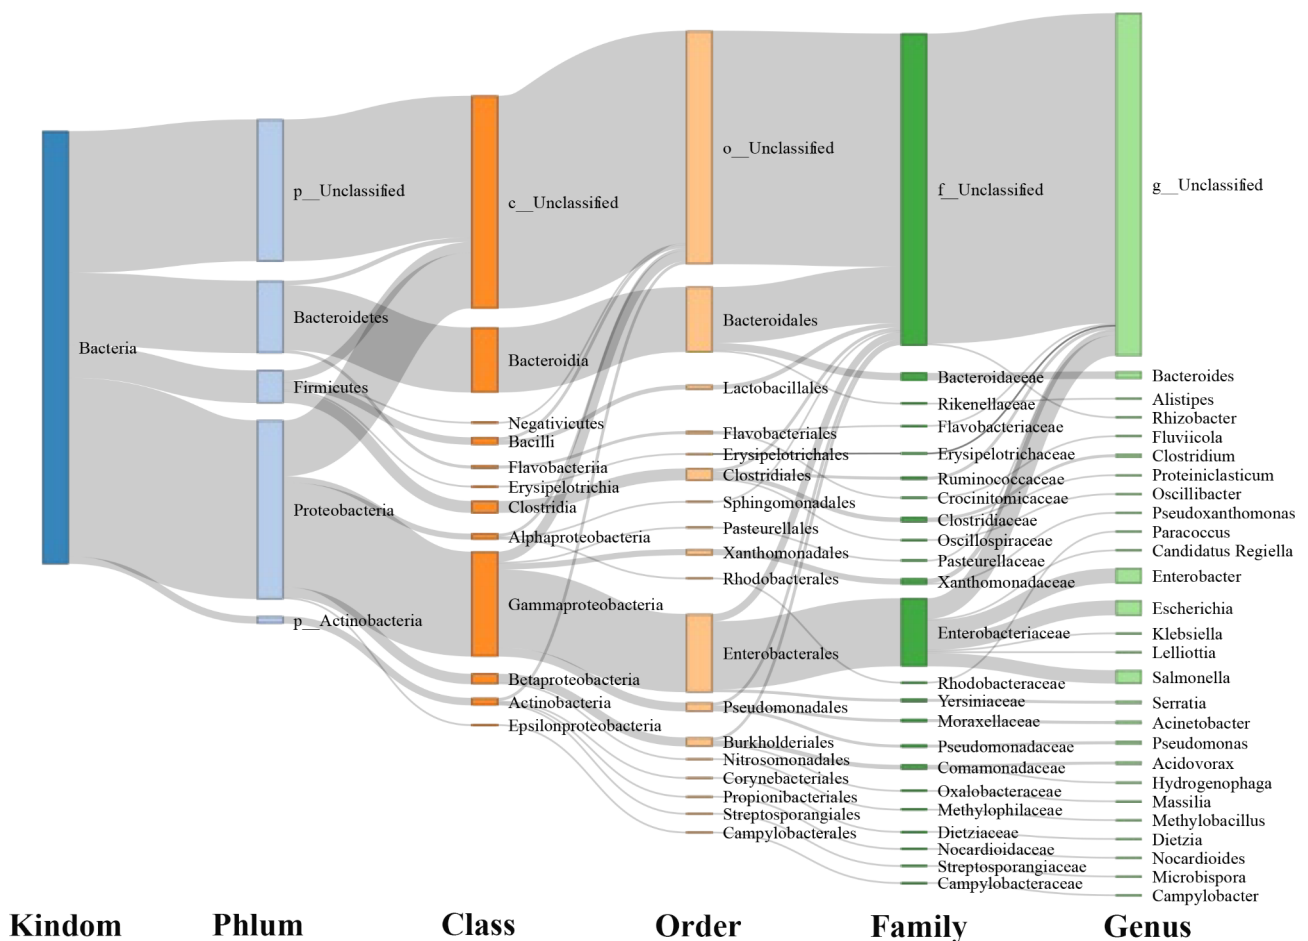 Bacteria
p__Unclassified
Bacteroidetes
Firmicutes
Proteobacteria
p__Actinobacteria
c__Unclassified
Bacteroidia
Negativicutes
Bacilli
Flavobacteriia
Erysipelotrichia
Clostridia
Alphaproteobacteria
Gammaproteobacteria
Betaproteobacteria
Actinobacteria
Epsilonproteobacteria
o__Unclassified
Bacteroidales
Lactobacillales
Flavobacteriales
Erysipelotrichales
Clostridiales
Sphingomonadales
Pasteurellales
Xanthomonadales
Rhodobacterales
Enterobacterales
Pseudomonadales
Burkholderiales
Nitrosomonadales
Corynebacteriales
Propionibacteriales
Streptosporangiales
Campylobacterales
f__Unclassified
Bacteroidaceae
Rikenellaceae
Flavobacteriaceae
Erysipelotrichaceae
Ruminococcaceae
Crocinitomicaceae
Clostridiaceae
Oscillospiraceae
Pasteurellaceae
Xanthomonadaceae
Enterobacteriaceae
Rhodobacteraceae
Yersiniaceae
Moraxellaceae
Pseudomonadaceae
Comamonadaceae
Oxalobacteraceae
Methylophilaceae
Dietziaceae
Nocardioidaceae
Streptosporangiaceae
Campylobacteraceae
g__Unclassified
Bacteroides
Alistipes
Rhizobacter
Fluviicola
Clostridium
Proteiniclasticum
Oscillibacter
Pseudoxanthomonas
Paracoccus
Candidatus Regiella
Enterobacter
Escherichia
Klebsiella
Lelliottia
Salmonella
Serratia
Acinetobacter
Pseudomonas
Acidovorax
Hydrogenophaga
Massilia
Methylobacillus
Dietzia
Nocardioides
Microbispora
Campylobacter
Kindom Phlum Class Order Family Genus